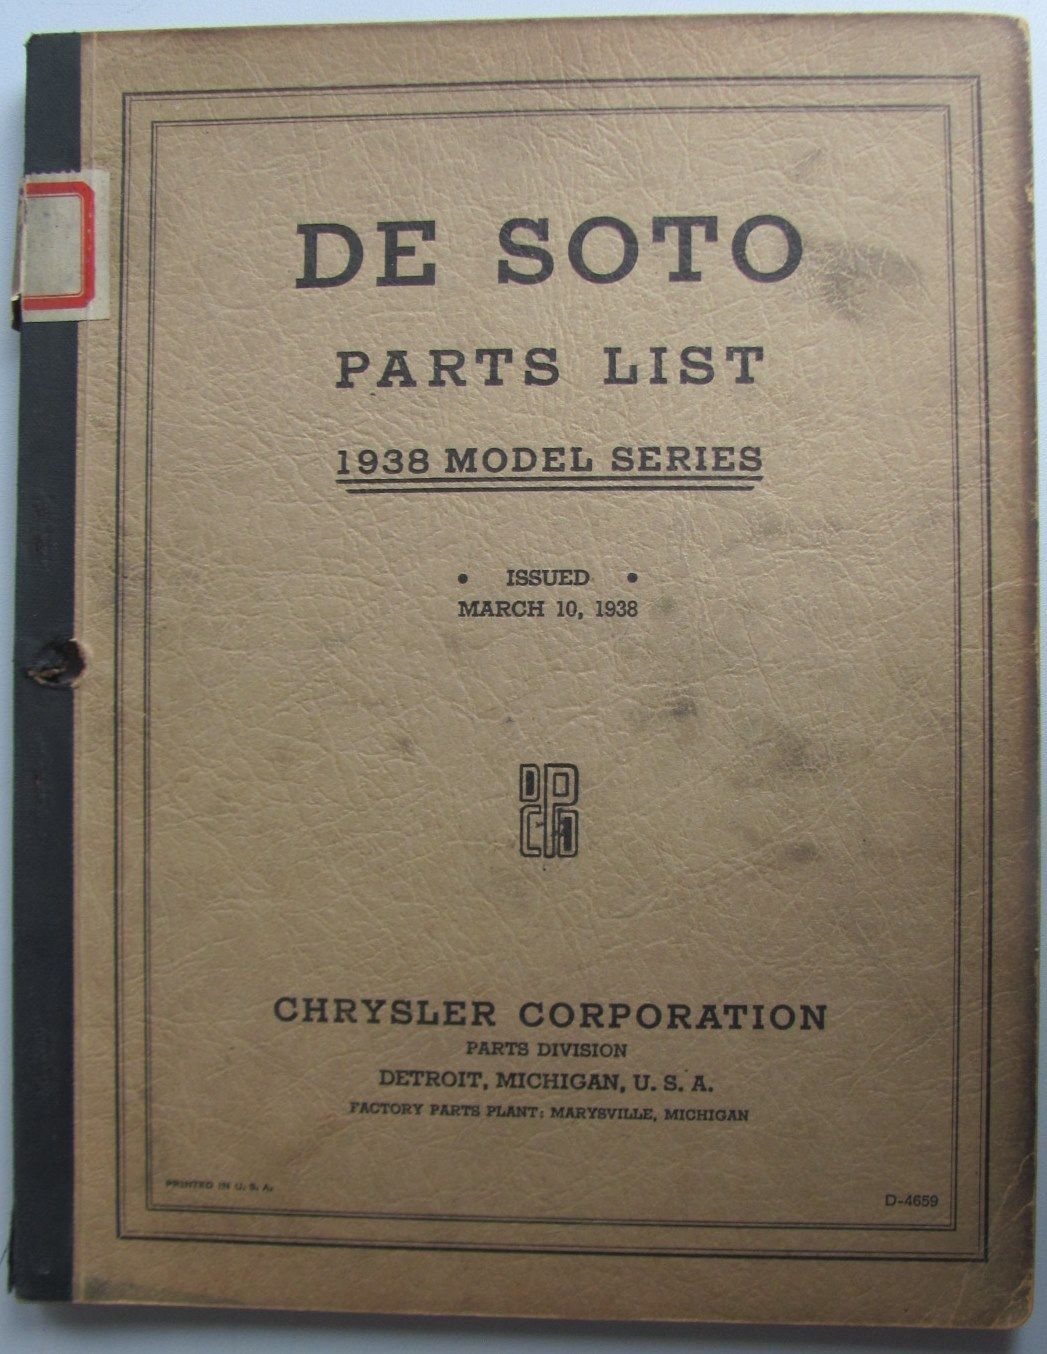 DE SOTO
PARTS LIST
1938 MODEL SERIES
• ISSUED •
MARCH 10, 1938
DPCD
CHRYSLER CORPORATION
PARTS DIVISION
DETROIT, MICHIGAN, U. S. A.
FACTORY PARTS PLANT: MARYSVILLE, MICHIGAN
PRINTED IN U. S. A.
D-4659